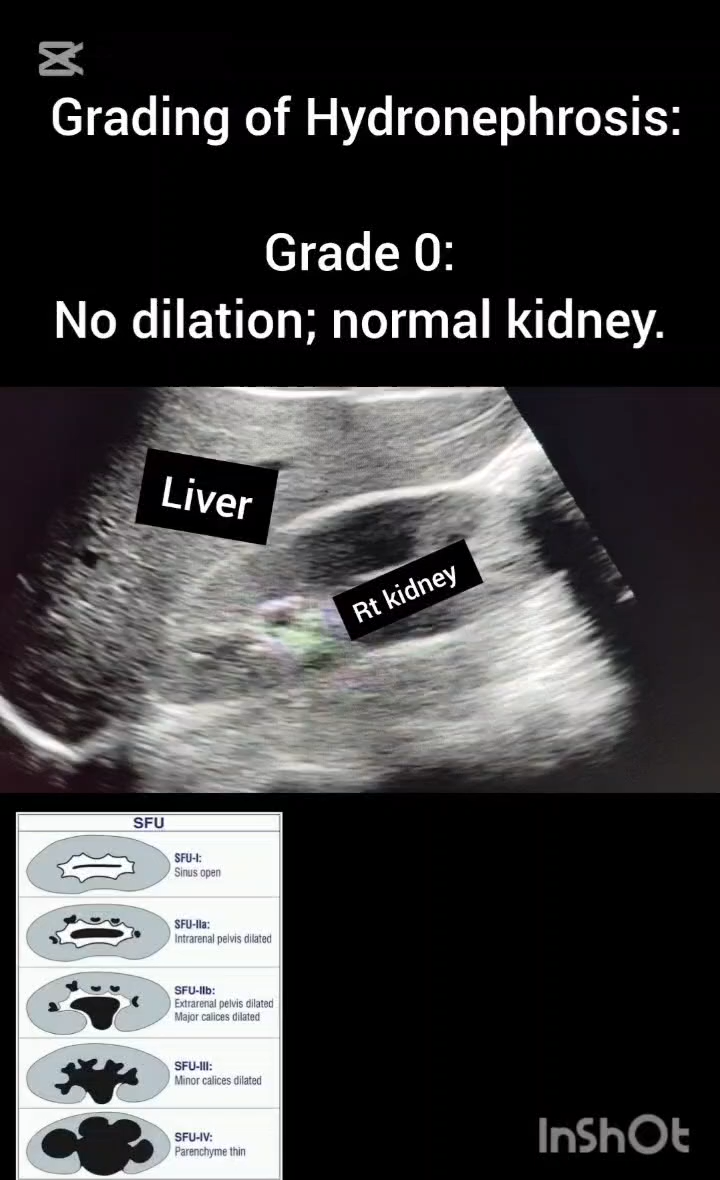 Grading of Hydronephrosis:
Grade 0:
No dilation; normal kidney.
Liver
Rt kidney
SFU
SFU-I:
Sinus open
SFU-IIa:
Intrarenal pelvis dilated
SFU-IIb:
Extrarenal pelvis dilated
Major calices dilated
SFU-III:
Minor calices dilated
SFU-IV:
Parenchyme thin
InShOt